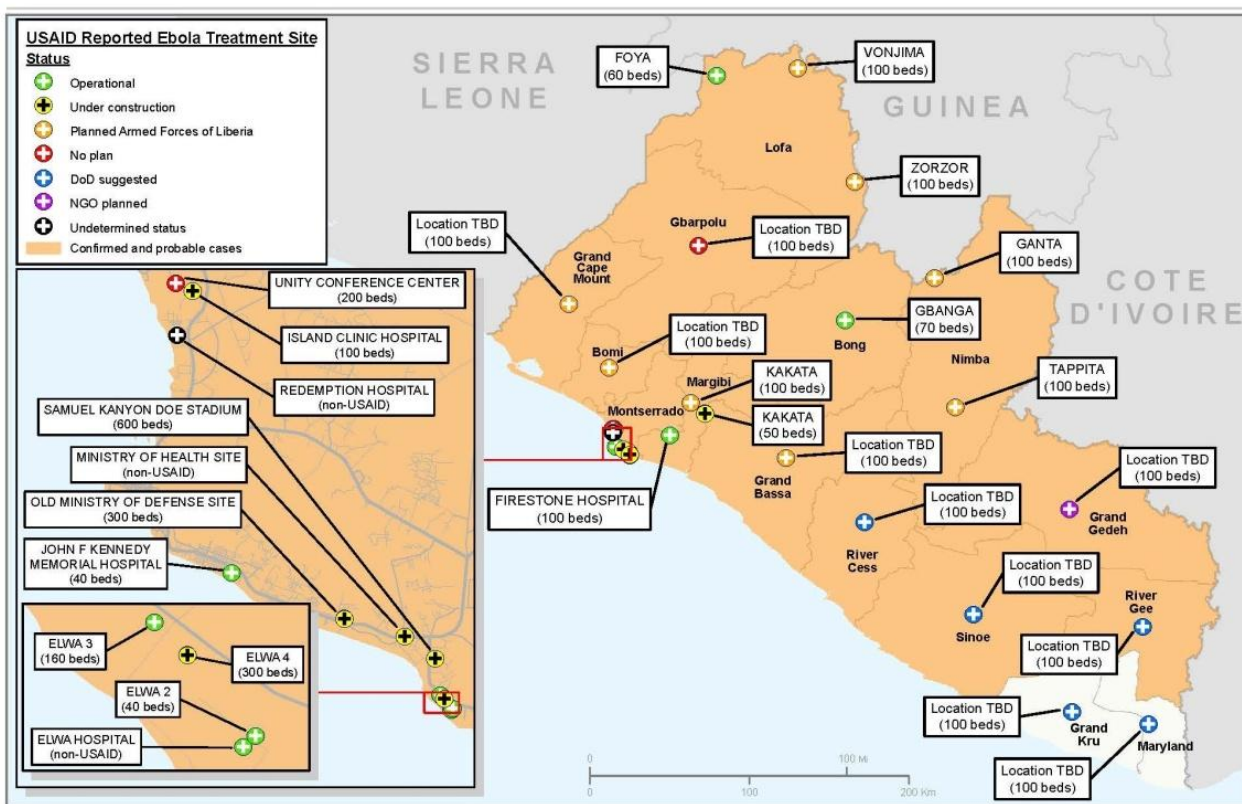 USAID Reported Ebola Treatment Site
Status
Operational
Under construction
Planned Armed Forces of Liberia
No plan
DoD suggested
NGO planned
Undetermined status
Confirmed and probable cases
SIERRA
LEONE
GUINEA
COTE
D'IVOIRE
FOYA
(60 beds)
VONJIMA
(100 beds)
Lofa
ZORZOR
(100 beds)
Location TBD
(100 beds)
Gbarpolu
Location TBD
(100 beds)
Grand
Cape
Mount
GANTA
(100 beds)
GBANGA
(70 beds)
Bong
Nimba
Location TBD
(100 beds)
Bomi
Margibi
KAKATA
(100 beds)
TAPPITA
(100 beds)
Montserrado
KAKATA
(50 beds)
Location TBD
(100 beds)
Grand
Bassa
FIRESTONE HOSPITAL
(100 beds)
Location TBD
(100 beds)
Location TBD
(100 beds)
Grand
Gedeh
River
Cess
Location TBD
(100 beds)
Sinoe
River
Gee
Location TBD
(100 beds)
Location TBD
(100 beds)
Grand
Kru
Maryland
Location TBD
(100 beds)
UNITY CONFERENCE CENTER
(200 beds)
ISLAND CLINIC HOSPITAL
(100 beds)
REDEMPTION HOSPITAL
(non-USAID)
SAMUEL KANYON DOE STADIUM
(600 beds)
MINISTRY OF HEALTH SITE
(non-USAID)
OLD MINISTRY OF DEFENSE SITE
(300 beds)
JOHN F KENNEDY
MEMORIAL HOSPITAL
(40 beds)
ELWA 3
(160 beds)
ELWA 4
(300 beds)
ELWA 2
(40 beds)
ELWA HOSPITAL
(non-USAID)
0
100 Mi
0
100
200 Km